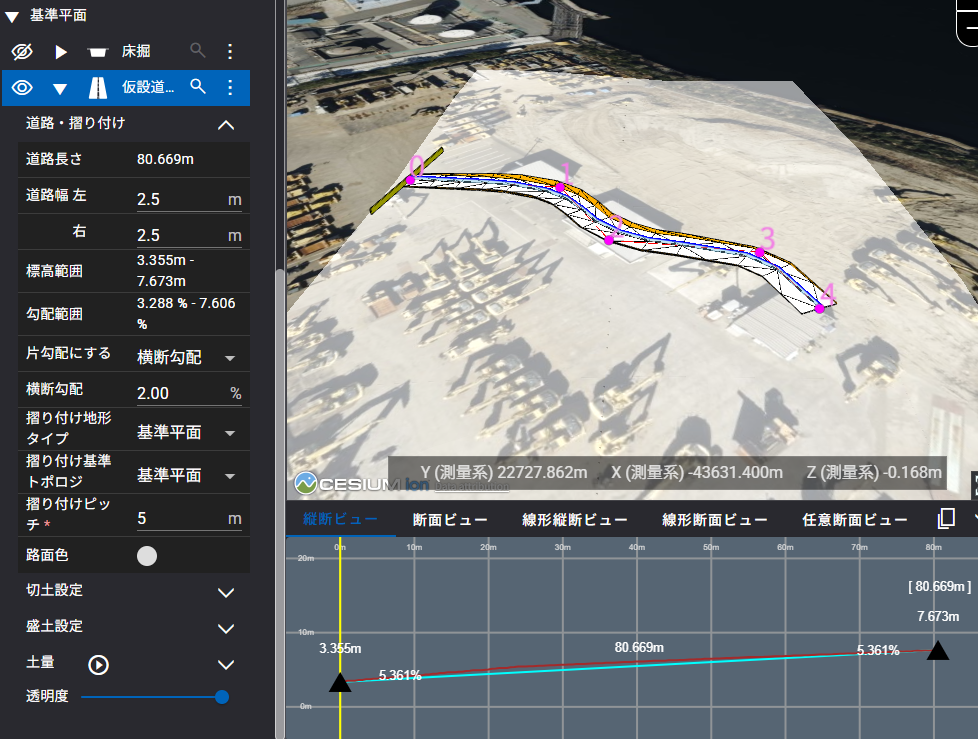 基準平面
床掘
仮設道...
道路・摺り付け
道路長さ 80.669m
道路幅 左 2.5 m
右 2.5 m
標高範囲 3.355m -
7.673m
勾配範囲 3.288 % - 7.606
%
片勾配にする 横断勾配
横断勾配 2.00 %
摺り付け地形
タイプ 基準平面
摺り付け基準
トポロジ 基準平面
摺り付けピッ
チ * 5 m
路面色
切土設定
盛土設定
土量
透明度
0
1
3
4
Y (測量系) 22727.862m X (測量系) -43631.400m Z (測量系) -0.168m
CESIUM ion Data attribution
縦断ビュー 断面ビュー 線形縦断ビュー 線形断面ビュー 任意断面ビュー
0m 10m 20m 30m 40m 50m 60m 70m 80m
20m
[ 80.669m ]
7.673m
10m
3.355m 80.669m 5.361%
5.361%
0m